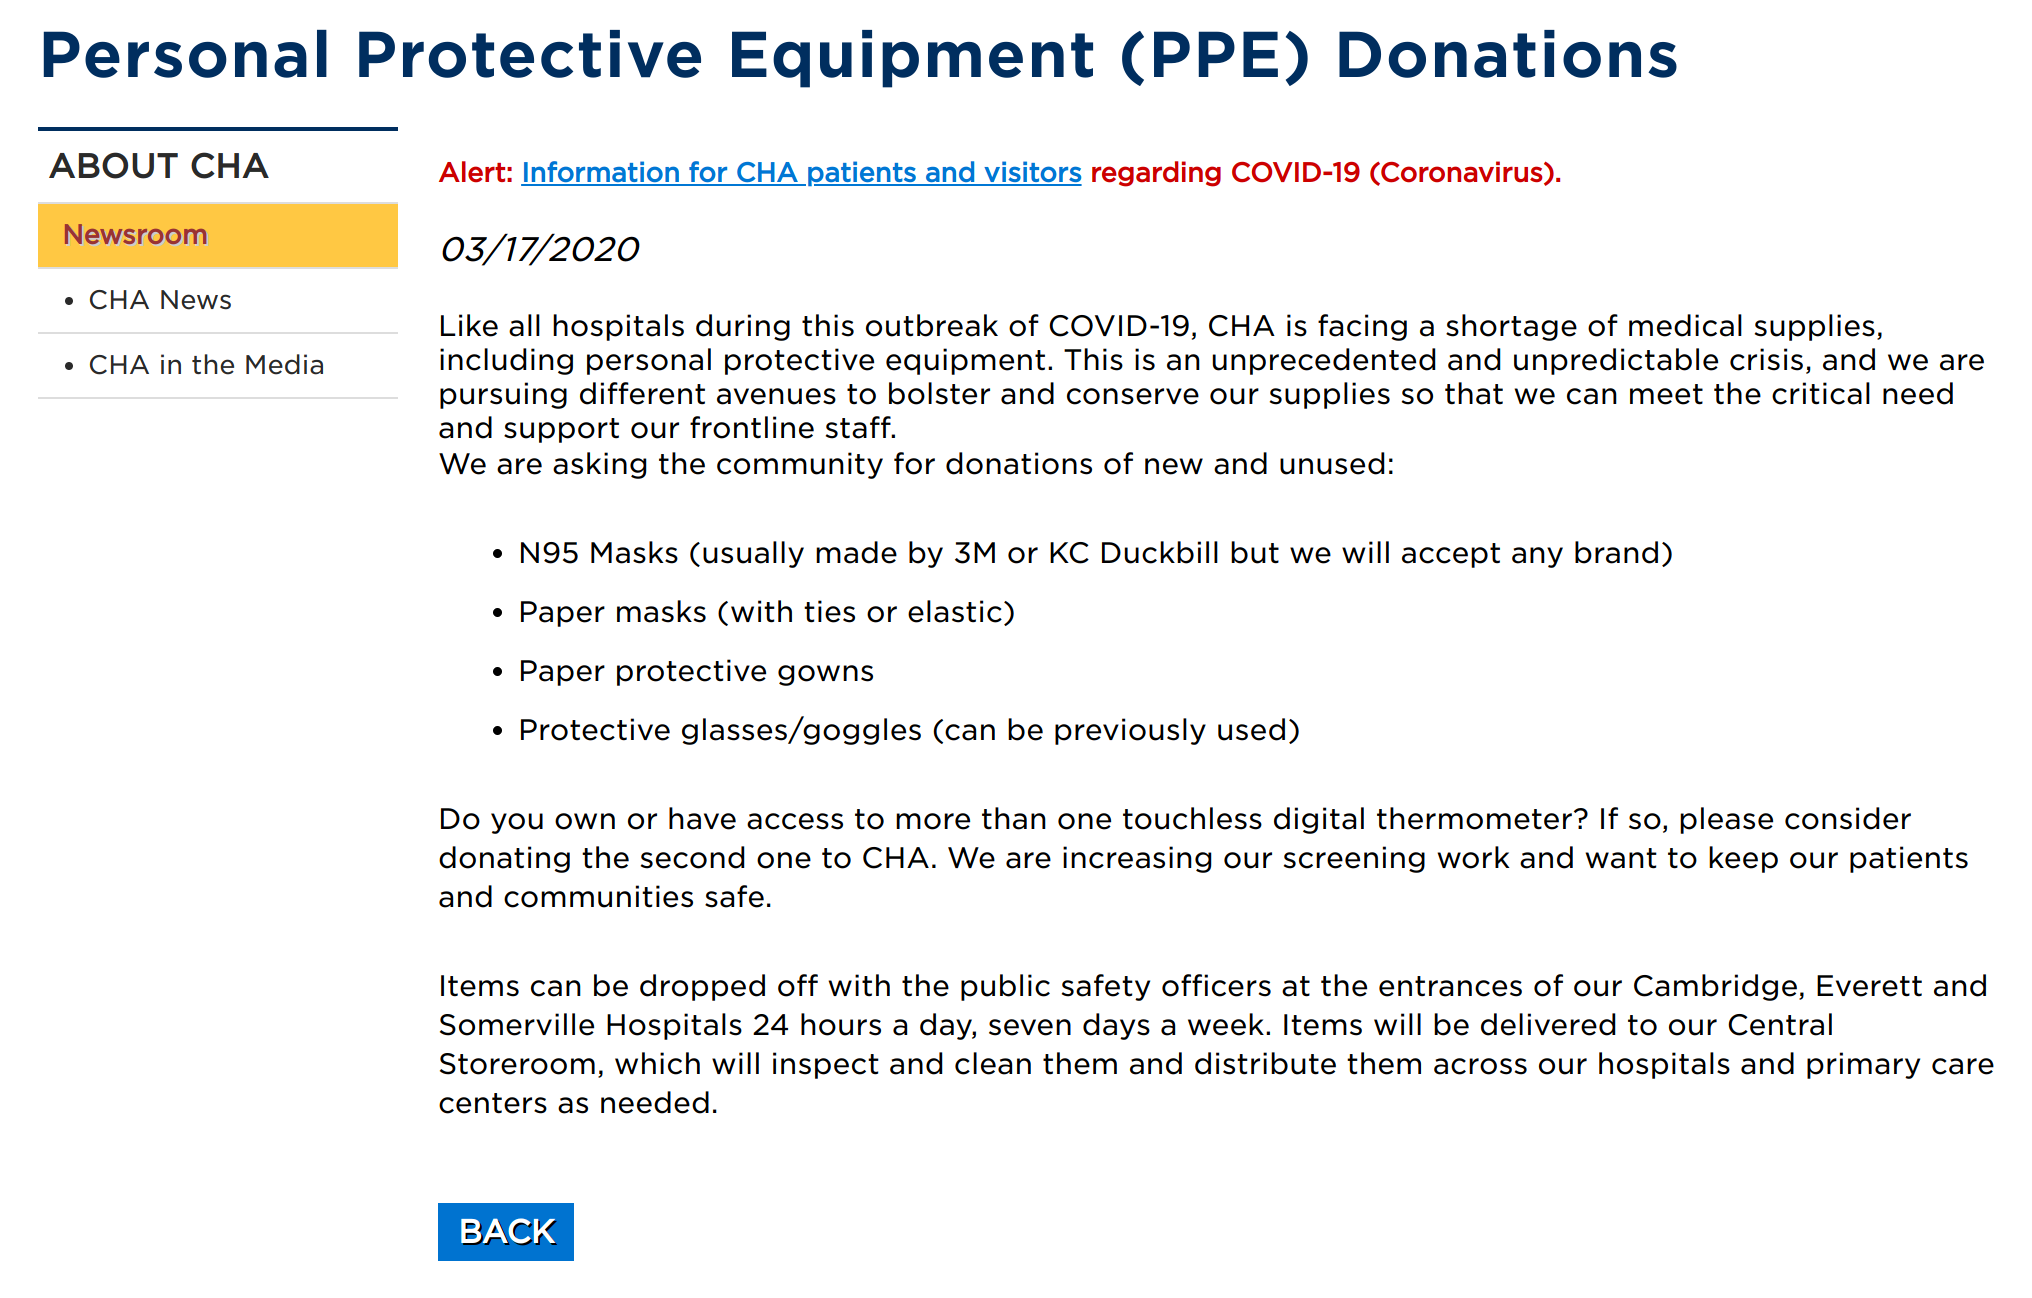 Personal Protective Equipment (PPE) Donations
ABOUT CHA
Newsroom
• CHA News
• CHA in the Media
Alert: Information for CHA patients and visitors regarding COVID-19 (Coronavirus).
03/17/2020
Like all hospitals during this outbreak of COVID-19, CHA is facing a shortage of medical supplies,
including personal protective equipment. This is an unprecedented and unpredictable crisis, and we are
pursuing different avenues to bolster and conserve our supplies so that we can meet the critical need
and support our frontline staff.
We are asking the community for donations of new and unused:
• N95 Masks (usually made by 3M or KC Duckbill but we will accept any brand)
• Paper masks (with ties or elastic)
• Paper protective gowns
• Protective glasses/goggles (can be previously used)
Do you own or have access to more than one touchless digital thermometer? If so, please consider
donating the second one to CHA. We are increasing our screening work and want to keep our patients
and communities safe.
Items can be dropped off with the public safety officers at the entrances of our Cambridge, Everett and
Somerville Hospitals 24 hours a day, seven days a week. Items will be delivered to our Central
Storeroom, which will inspect and clean them and distribute them across our hospitals and primary care
centers as needed.
BACK